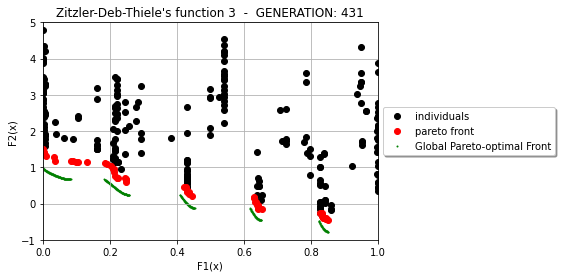 Zitzler-Deb-Thiele's function 3 - GENERATION: 431
5
4
3
2
1
0
−1
F2(x)
0.0 0.2 0.4 0.6 0.8 1.0
F1(x)
individuals
pareto front
Global Pareto-optimal Front